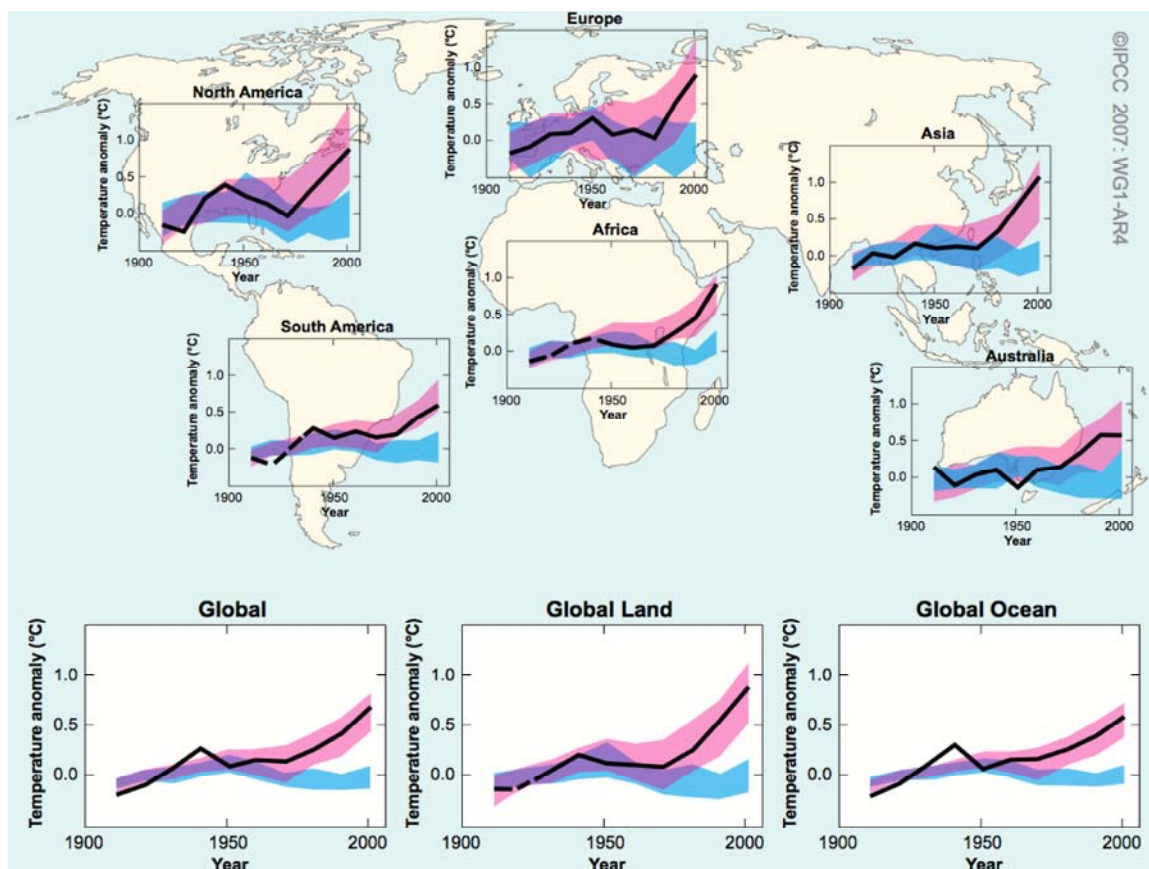 Europe
Temperature anomaly (°C)
1.0
0.5
0.0
1900
1950
2000
Year
North America
Temperature anomaly (°C)
1.0
0.5
0.0
1900
1950
2000
Year
Asia
Temperature anomaly (°C)
1.0
0.5
0.0
1900
1950
2000
Year
©IPCC 2007: WG1-AR4
Africa
Temperature anomaly (°C)
1.0
0.5
0.0
1900
1950
2000
Year
South America
Temperature anomaly (°C)
1.0
0.5
0.0
1900
1950
2000
Year
Australia
Temperature anomaly (°C)
1.0
0.5
0.0
1900
1950
2000
Year
Global
Temperature anomaly (°C)
1.0
0.5
0.0
1900
1950
2000
Year
Global Land
Temperature anomaly (°C)
1.0
0.5
0.0
1900
1950
2000
Year
Global Ocean
Temperature anomaly (°C)
1.0
0.5
0.0
1900
1950
2000
Year